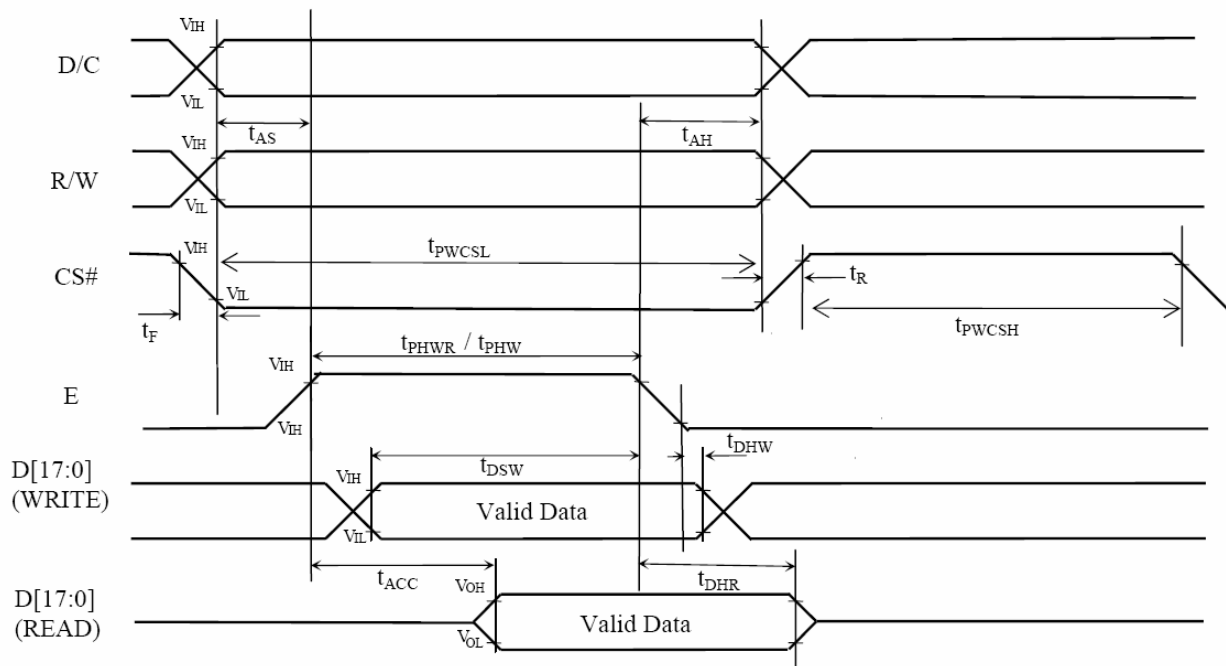 VIH
D/C
VIL
tAS
tAH
VIH
R/W
VIL
tPWCSL
VIH
CS#
VIL
tR
tF
tPWCSH
tPHWR / tPHW
VIH
E
VIH
tDHW
D[17:0]
(WRITE)
VIH
tDSW
Valid Data
VIL
tACC
tDHR
D[17:0]
(READ)
VOH
Valid Data
VOL